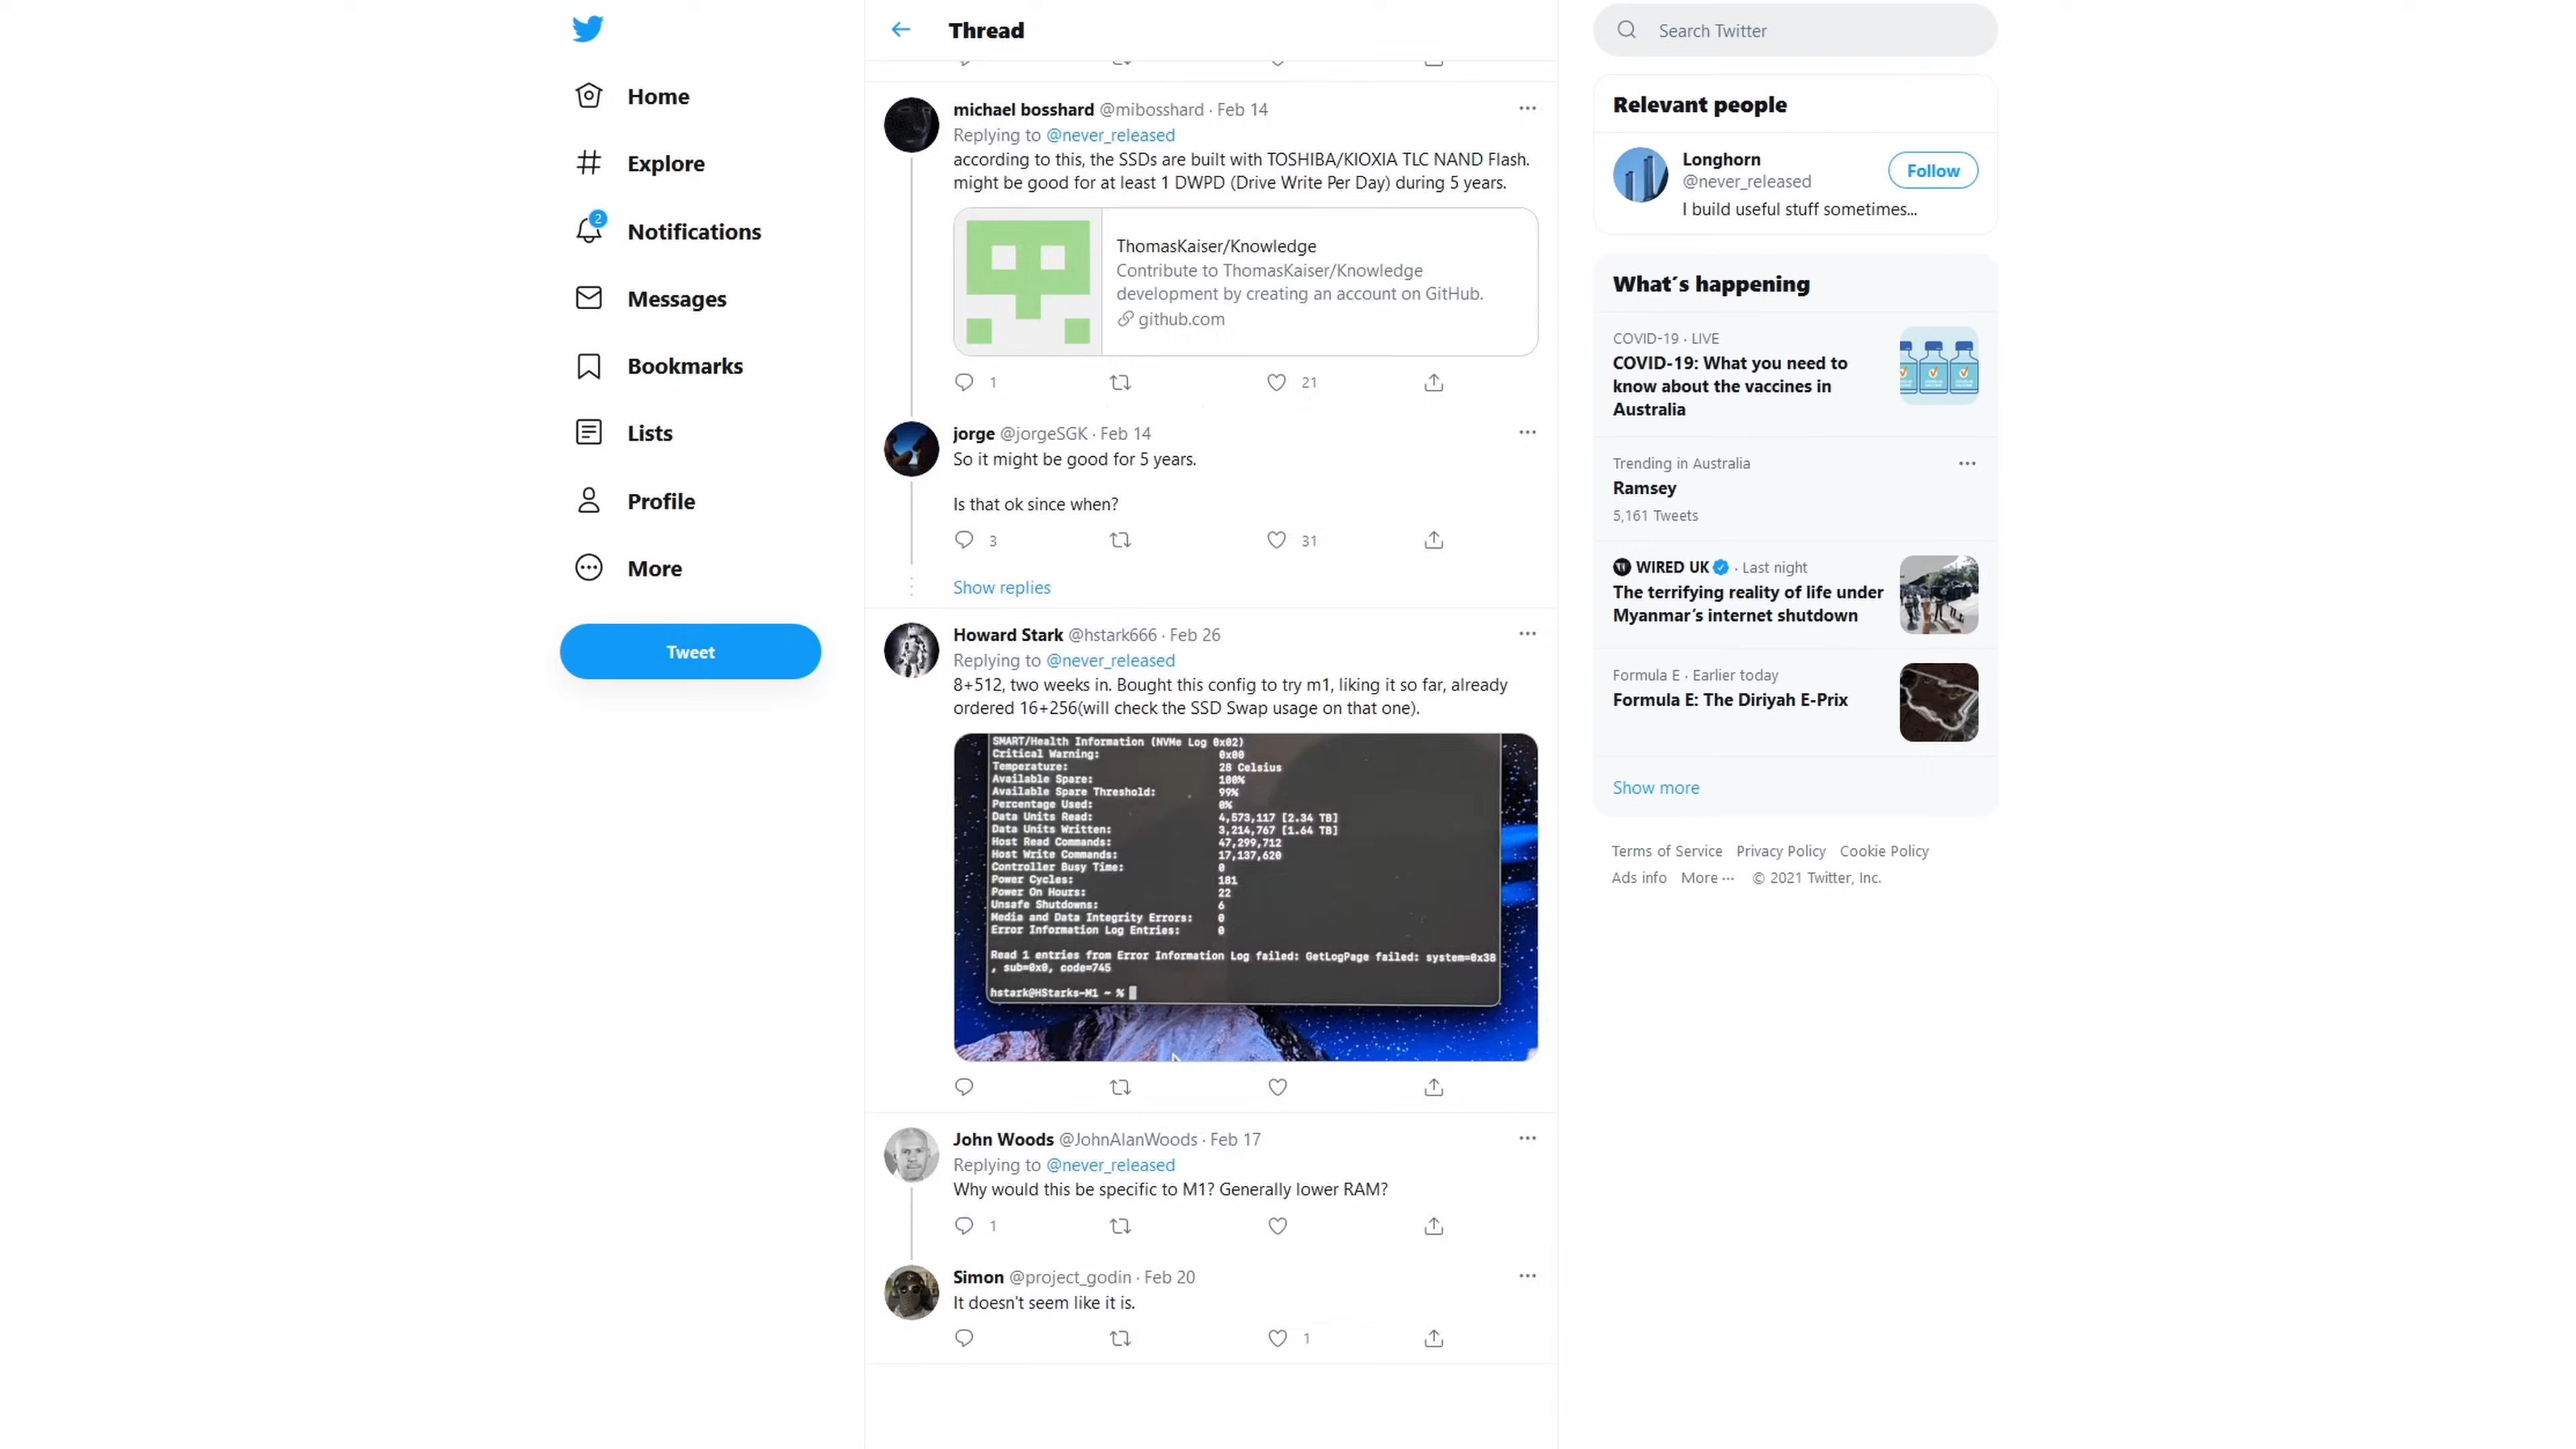 Home
Explore
2
Notifications
Messages
Bookmarks
Lists
Profile
More
Tweet
Thread
michael bosshard @mibosshard · Feb 14
Replying to @never_released
according to this, the SSDs are built with TOSHIBA/KIOXIA TLC NAND Flash.
might be good for at least 1 DWPD (Drive Write Per Day) during 5 years.
ThomasKaiser/Knowledge
Contribute to ThomasKaiser/Knowledge
development by creating an account on GitHub.
github.com
1 21
jorge @jorgeSGK · Feb 14
So it might be good for 5 years.
Is that ok since when?
3 31
Show replies
Howard Stark @hstark666 · Feb 26
Replying to @never_released
8+512, two weeks in. Bought this config to try m1, liking it so far, already
ordered 16+256(will check the SSD Swap usage on that one).
SMART/Health Information (NVMe Log 0x02)
Critical Warning: 0x00
Temperature: 28 Celsius
Available Spare: 100%
Available Spare Threshold: 99%
Percentage Used: 0%
Data Units Read: 4,573,117 [2.34 TB]
Data Units Written: 3,214,767 [1.64 TB]
Host Read Commands: 47,299,712
Host Write Commands: 17,137,620
Controller Busy Time: 0
Power Cycles: 181
Power On Hours: 22
Unsafe Shutdowns: 6
Media and Data Integrity Errors: 0
Error Information Log Entries: 0
Read 1 entries from Error Information Log failed: GetLogPage failed: system=0x38
, sub=0x0, code=745
hstark@HStarks-M1 ~ %
John Woods @JohnAlanWoods · Feb 17
Replying to @never_released
Why would this be specific to M1? Generally lower RAM?
1
Simon @project_godin · Feb 20
It doesn't seem like it is.
1
Search Twitter
Relevant people
Longhorn
@never_released
Follow
I build useful stuff sometimes...
What´s happening
COVID-19 · LIVE
COVID-19: What you need to
know about the vaccines in
Australia
Trending in Australia
Ramsey
5,161 Tweets
WIRED UK · Last night
The terrifying reality of life under
Myanmar´s internet shutdown
Formula E · Earlier today
Formula E: The Diriyah E-Prix
Show more
Terms of Service Privacy Policy Cookie Policy
Ads info More ··· © 2021 Twitter, Inc.